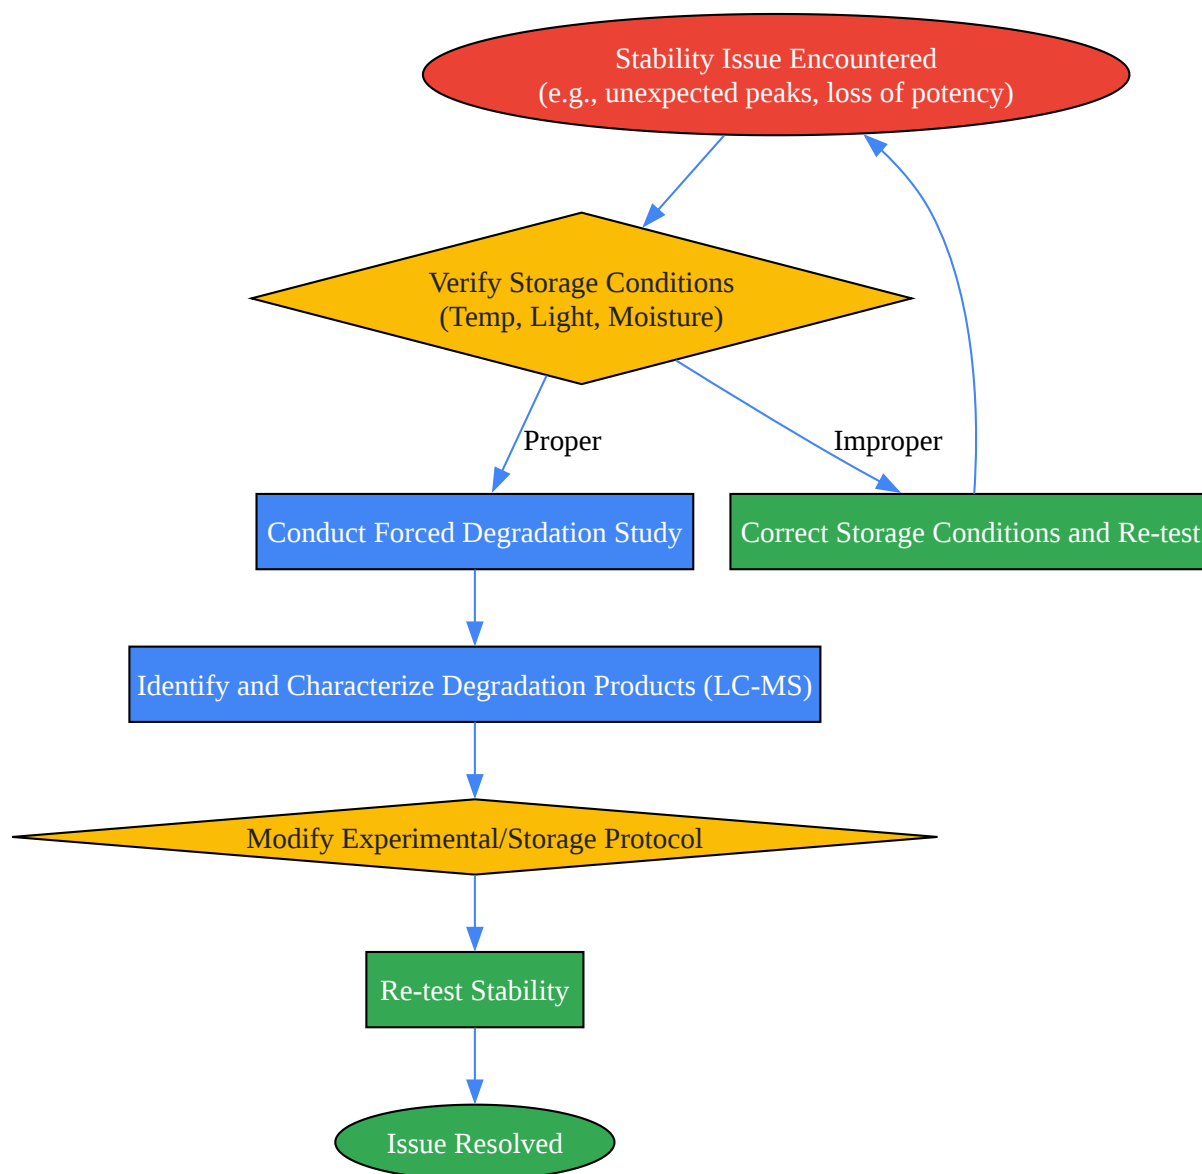 Stability Issue Encountered
(e.g., unexpected peaks, loss of potency)
Verify Storage Conditions
(Temp, Light, Moisture)
Proper
Improper
Conduct Forced Degradation Study
Correct Storage Conditions and Re-test
Identify and Characterize Degradation Products (LC-MS)
Modify Experimental/Storage Protocol
Re-test Stability
Issue Resolved